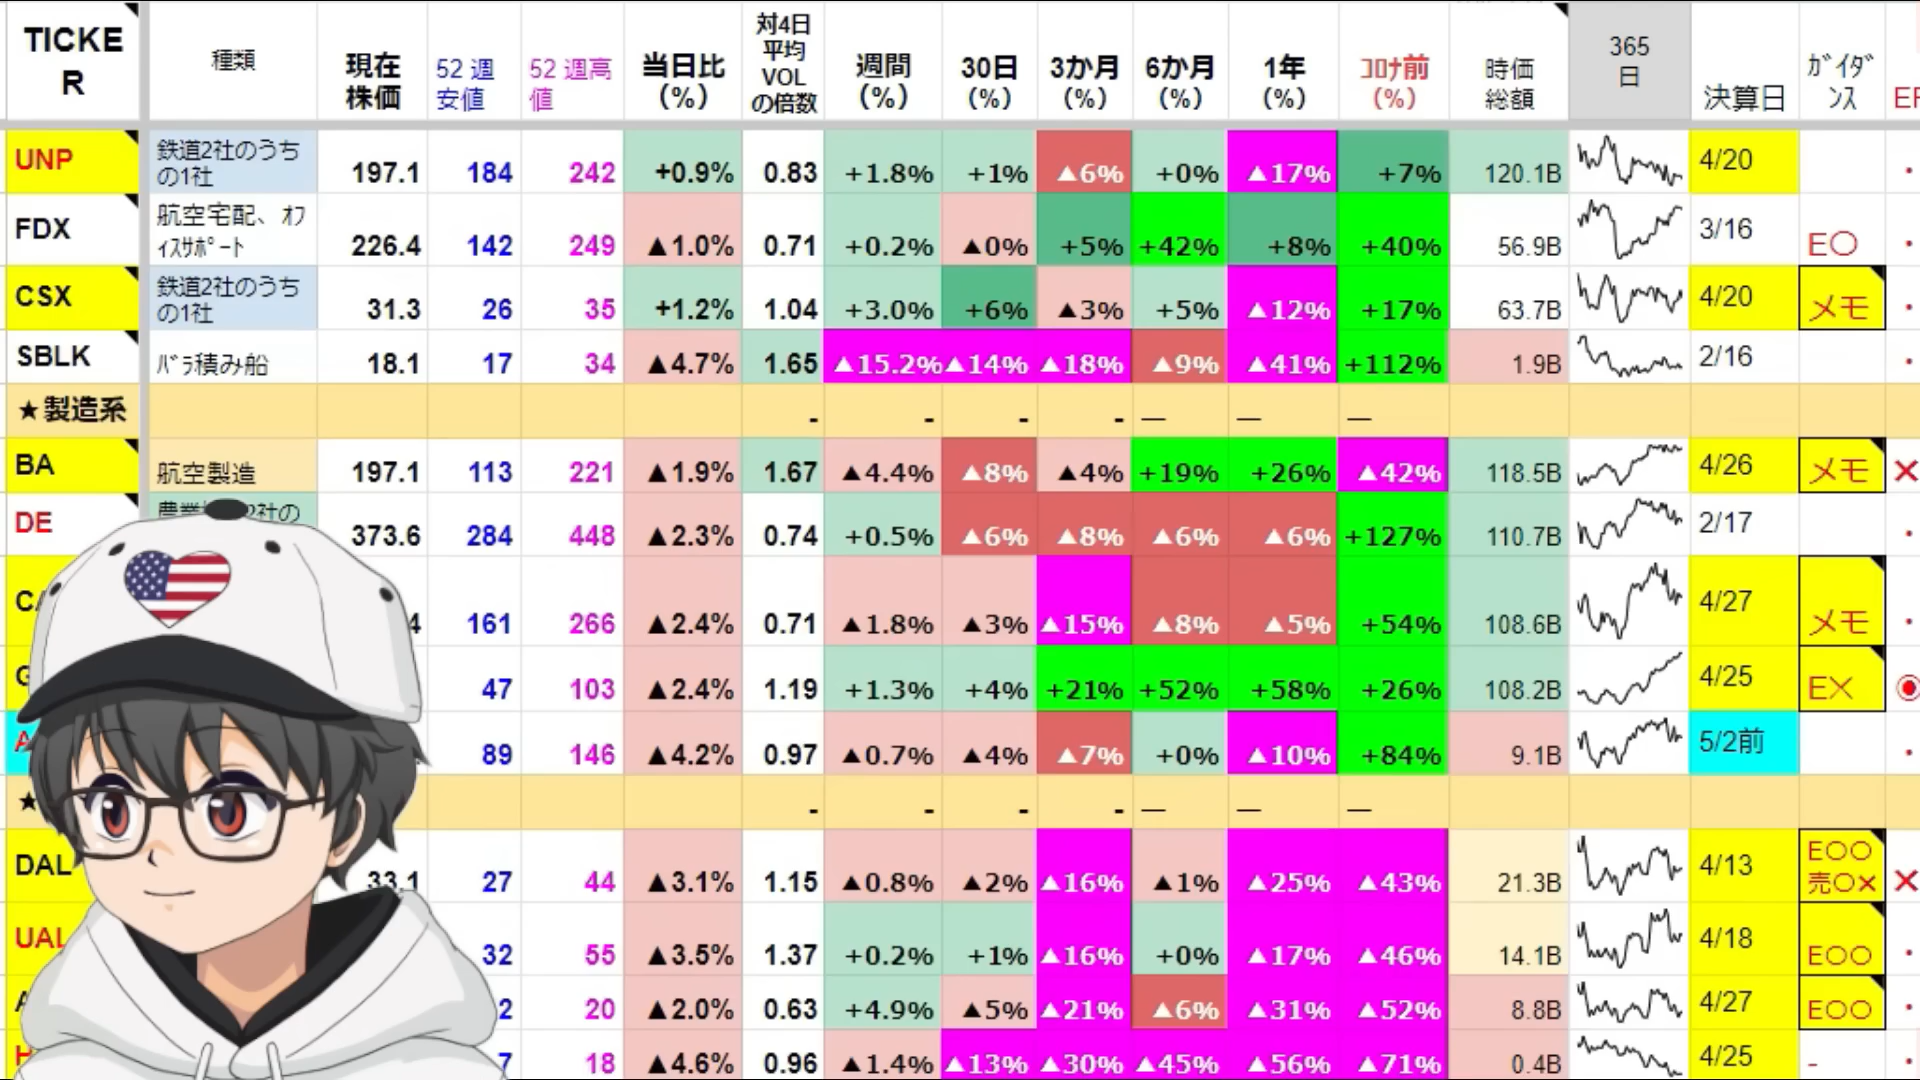 TICKE
R
種類
現在
株価
52 週
安値
52 週高
値
当日比
(%)
対4日
平均
VOL
の倍数
週間
(%)
30日
(%)
3か月
(%)
6か月
(%)
1年
(%)
ｺﾛﾅ前
(%)
時価
総額
365
日
決算日
ｶﾞｲﾀﾞ
ﾝｽ
UNP 鉄道2社のうち
の1社 197.1 184 242 +0.9% 0.83 +1.8% +1% ▲6% +0% ▲17% +7% 120.1B 4/20
FDX 航空宅配、ｵﾌ
ｨｽｻﾎﾟｰﾄ 226.4 142 249 ▲1.0% 0.71 +0.2% ▲0% +5% +42% +8% +40% 56.9B 3/16 E〇
CSX 鉄道2社のうち
の1社 31.3 26 35 +1.2% 1.04 +3.0% +6% ▲3% +5% ▲12% +17% 63.7B 4/20 メモ
SBLK ﾊﾞﾗ積み船 18.1 17 34 ▲4.7% 1.65 ▲15.2% ▲14% ▲18% ▲9% ▲41% +112% 1.9B 2/16
★製造系 - - - - — — —
BA 航空製造 197.1 113 221 ▲1.9% 1.67 ▲4.4% ▲8% ▲4% +19% +26% ▲42% 118.5B 4/26 メモ ×
DE 373.6 284 448 ▲2.3% 0.74 +0.5% ▲6% ▲8% ▲6% ▲6% +127% 110.7B 2/17
161 266 ▲2.4% 0.71 ▲1.8% ▲3% ▲15% ▲8% ▲5% +54% 108.6B 4/27 メモ
47 103 ▲2.4% 1.19 +1.3% +4% +21% +52% +58% +26% 108.2B 4/25 E× ◉
89 146 ▲4.2% 0.97 ▲0.7% ▲4% ▲7% +0% ▲10% +84% 9.1B 5/2前
★ - - - - — — —
DAL 33.1 27 44 ▲3.1% 1.15 ▲0.8% ▲2% ▲16% ▲1% ▲25% ▲43% 21.3B 4/13 E〇〇
売〇× ×
UAL 32 55 ▲3.5% 1.37 +0.2% +1% ▲16% +0% ▲17% ▲46% 14.1B 4/18 E〇〇
20 ▲2.0% 0.63 +4.9% ▲5% ▲21% ▲6% ▲31% ▲52% 8.8B 4/27 E〇〇
18 ▲4.6% 0.96 ▲1.4% ▲13% ▲30% ▲45% ▲56% ▲71% 0.4B 4/25 -